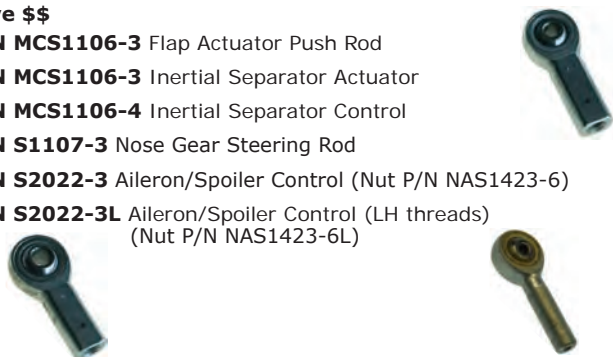 $$
MCS1106-3 Flap Actuator Push Rod
MCS1106-3 Inertial Separator Actuator
MCS1106-4 Inertial Separator Control
S1107-3 Nose Gear Steering Rod
S2022-3 Aileron/Spoiler Control (Nut P/N NAS1423-6)
S2022-3L Aileron/Spoiler Control (LH threads)
(Nut P/N NAS1423-6L)